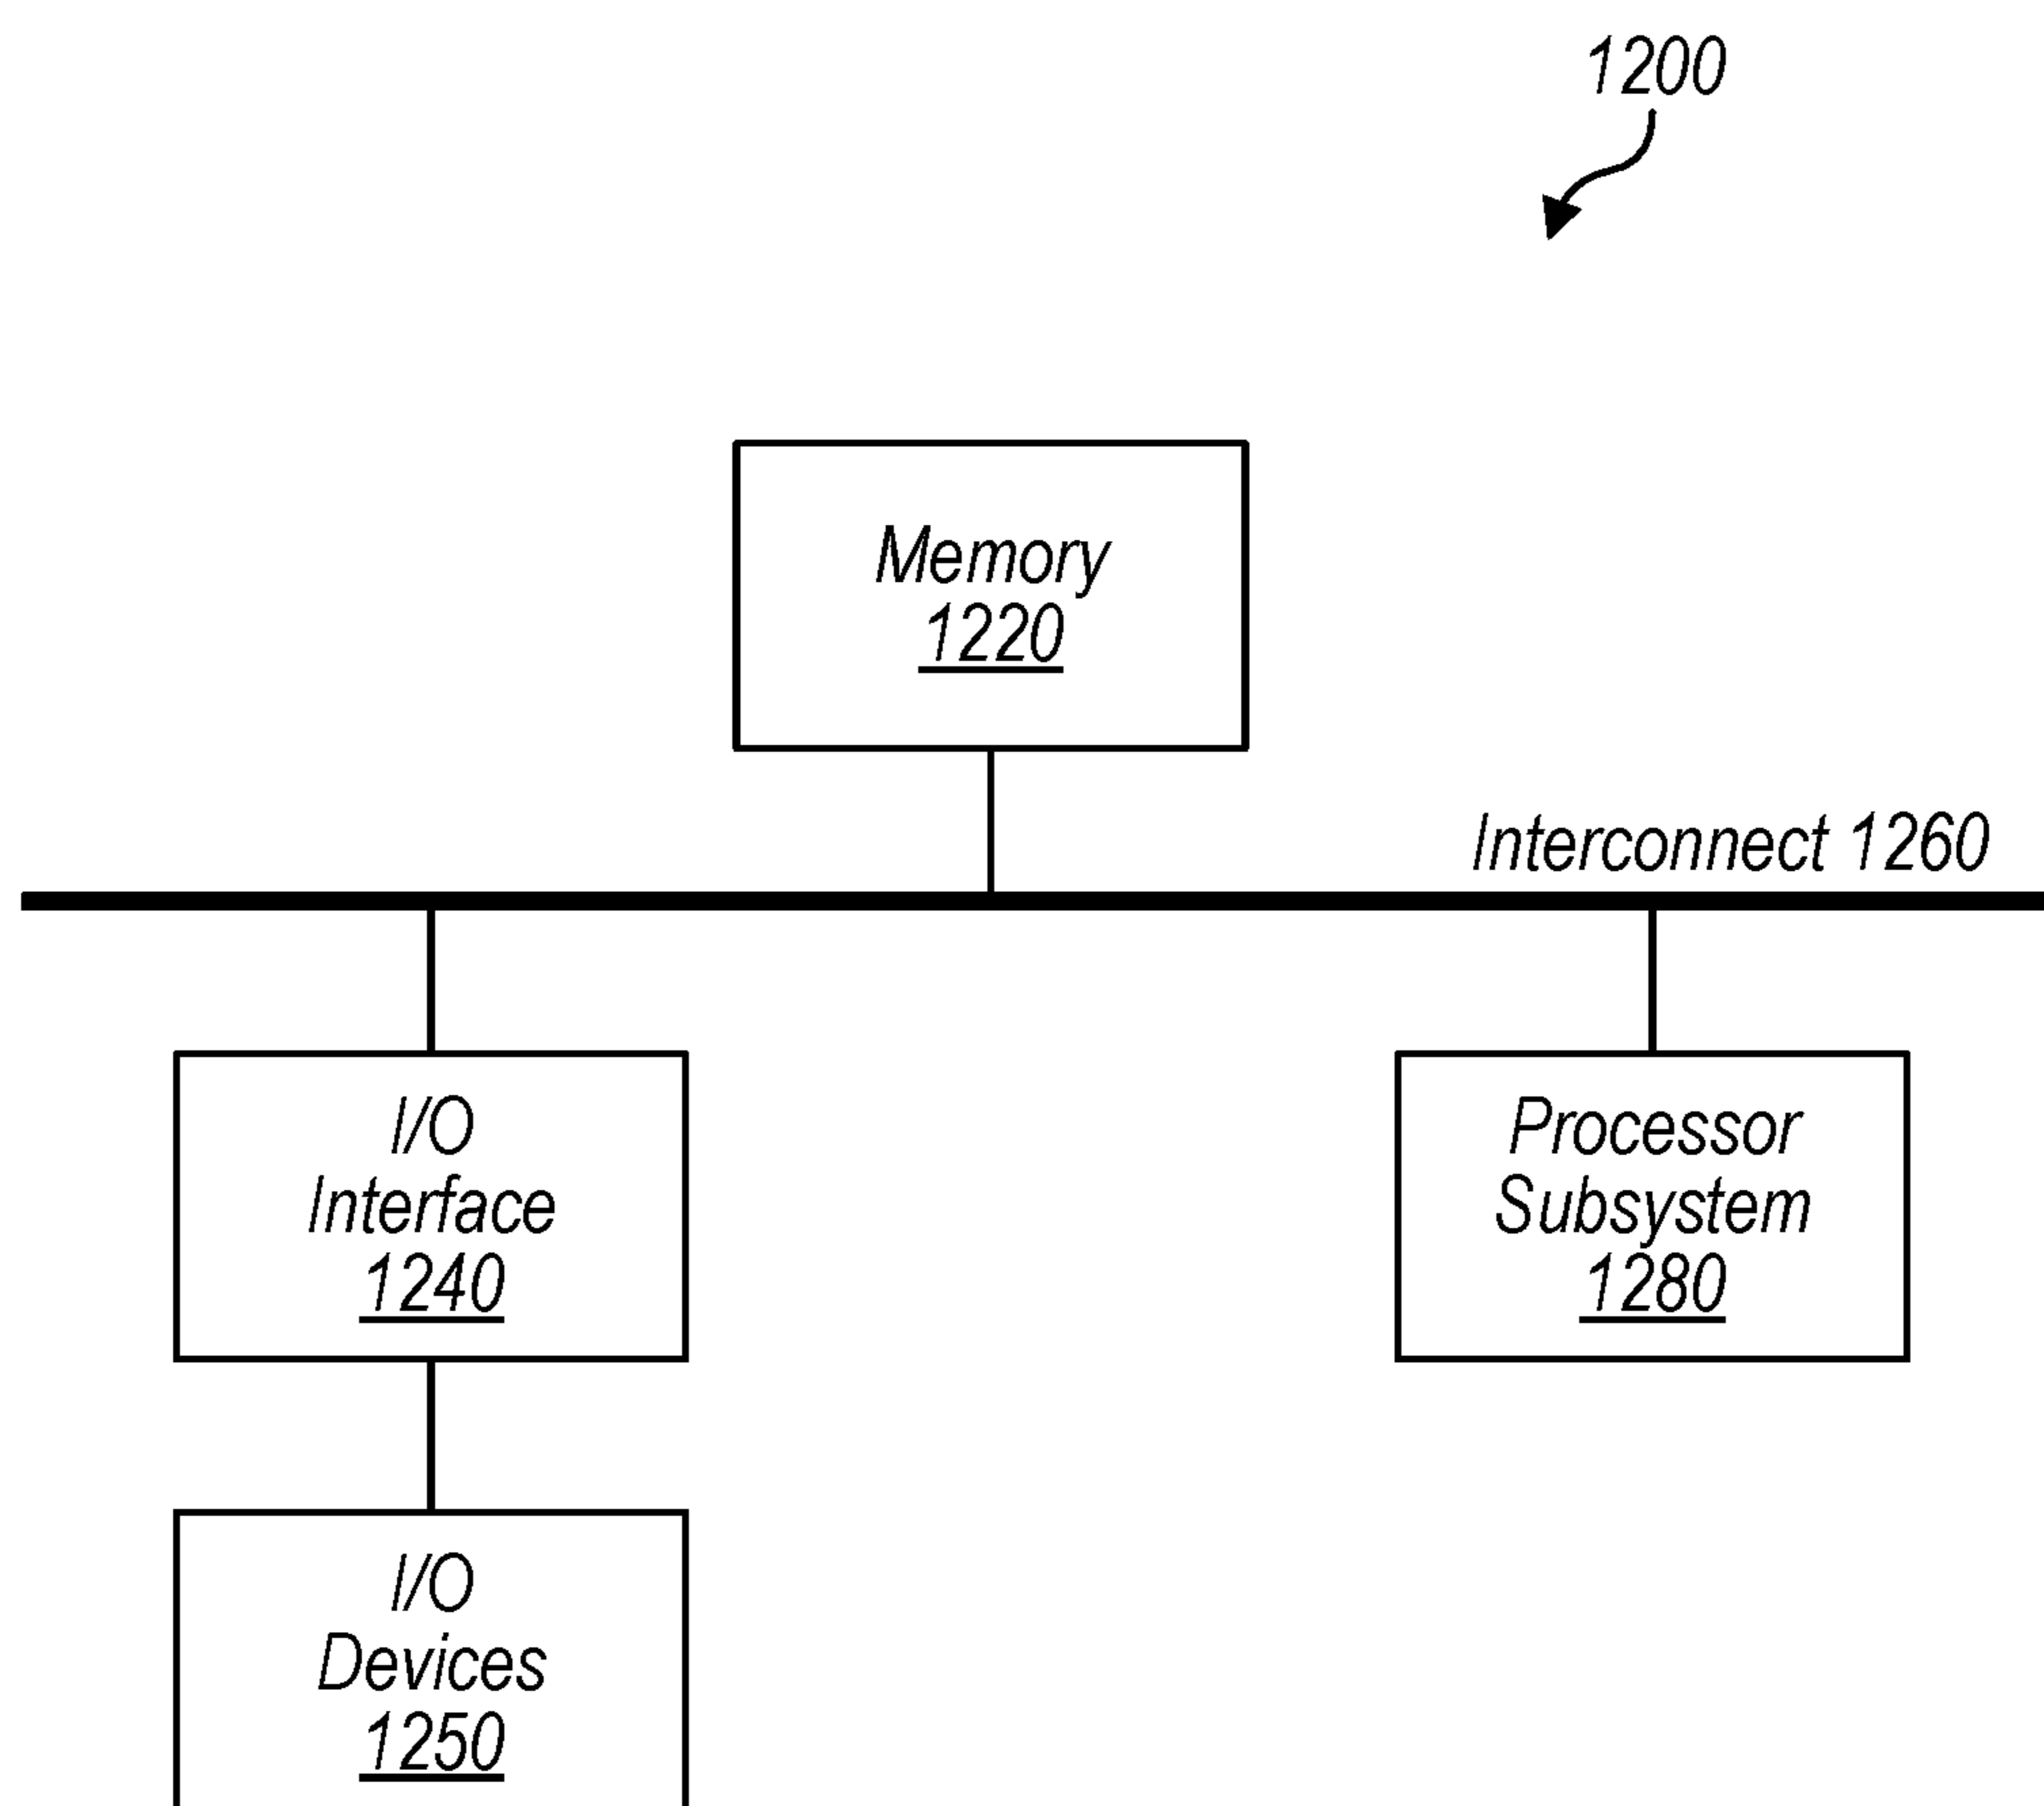 1200
Memory
1220
Interconnect 1260
I/O
Interface
1240
Processor
Subsystem
1280
I/O
Devices
1250